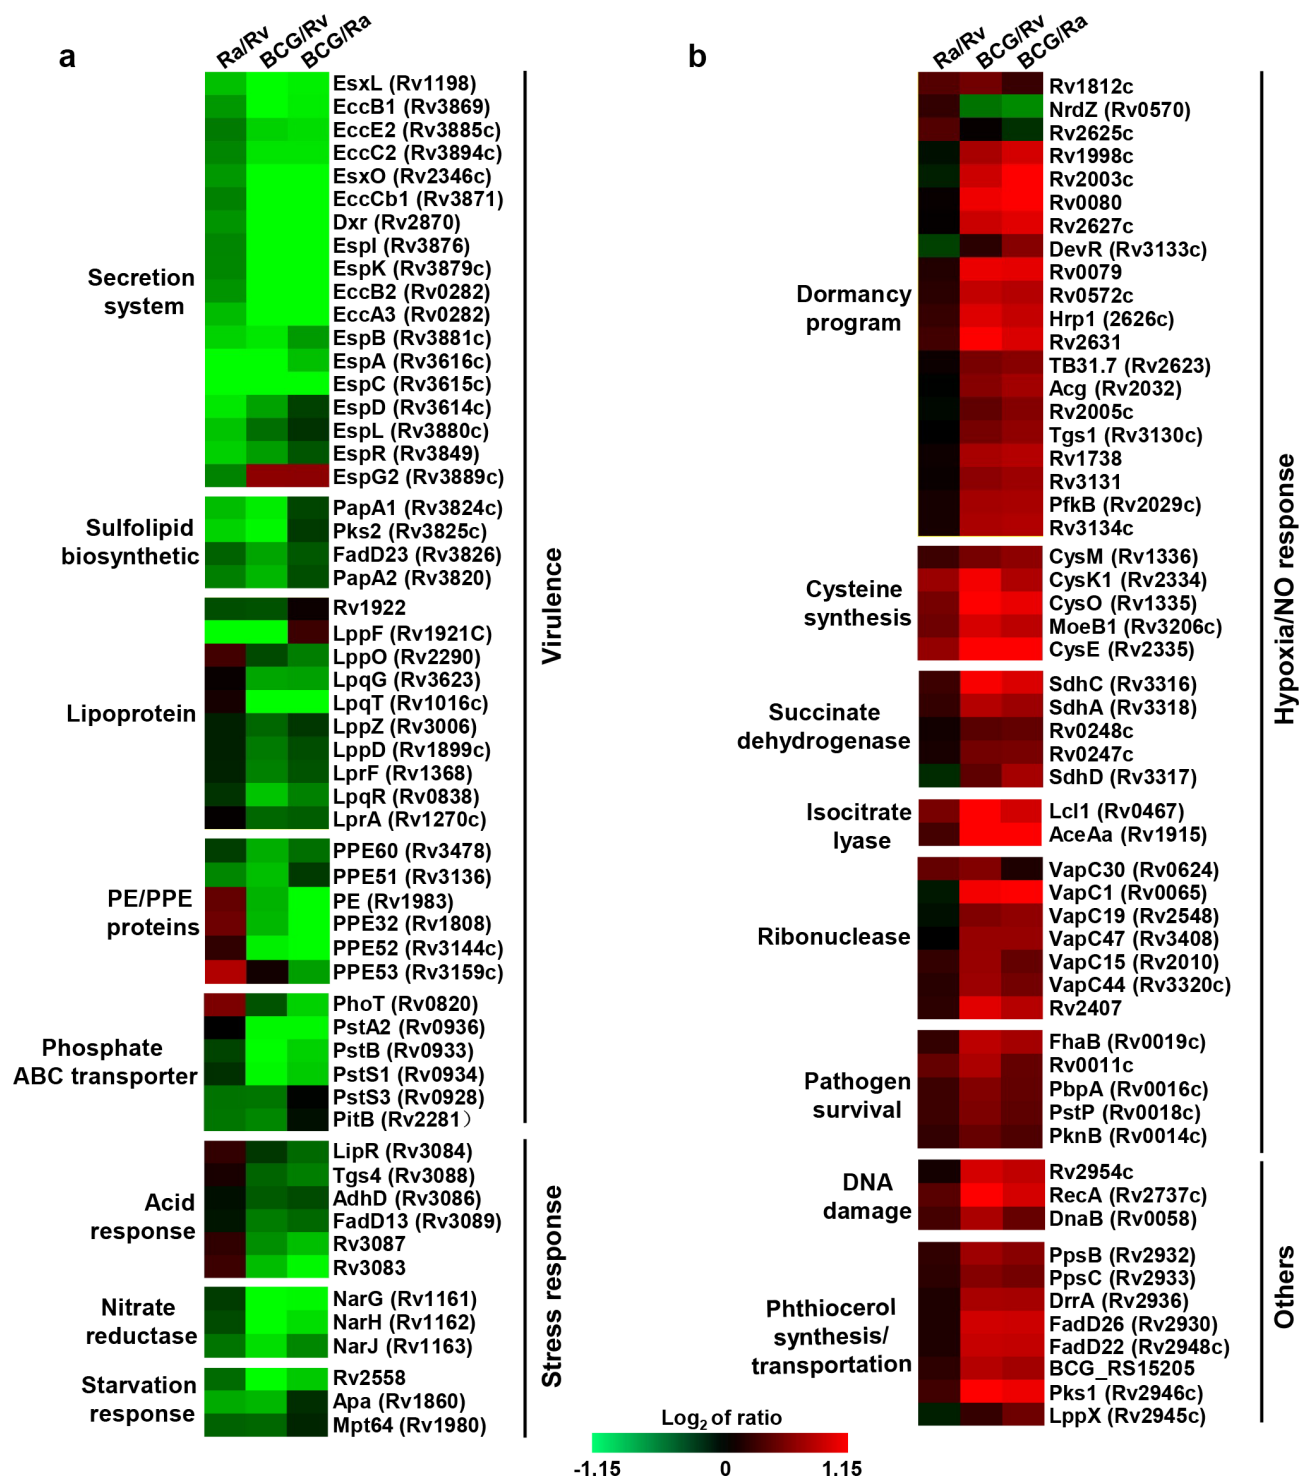 a
Ra/Rv
BCG/Rv
BCG/Ra
Secretion
system
EsxL (Rv1198)
EccB1 (Rv3869)
EccE2 (Rv3885c)
EccC2 (Rv3894c)
EsxO (Rv2346c)
EccCb1 (Rv3871)
Dxr (Rv2870)
EspI (Rv3876)
EspK (Rv3879c)
EccB2 (Rv0282)
EccA3 (Rv0282)
EspB (Rv3881c)
EspA (Rv3616c)
EspC (Rv3615c)
EspD (Rv3614c)
EspL (Rv3880c)
EspR (Rv3849)
EspG2 (Rv3889c)
Sulfolipid
biosynthetic
PapA1 (Rv3824c)
Pks2 (Rv3825c)
FadD23 (Rv3826)
PapA2 (Rv3820)
Lipoprotein
Rv1922
LppF (Rv1921C)
LppO (Rv2290)
LpqG (Rv3623)
LpqT (Rv1016c)
LppZ (Rv3006)
LppD (Rv1899c)
LprF (Rv1368)
LpqR (Rv0838)
LprA (Rv1270c)
PE/PPE
proteins
PPE60 (Rv3478)
PPE51 (Rv3136)
PE (Rv1983)
PPE32 (Rv1808)
PPE52 (Rv3144c)
PPE53 (Rv3159c)
Phosphate
ABC transporter
PhoT (Rv0820)
PstA2 (Rv0936)
PstB (Rv0933)
PstS1 (Rv0934)
PstS3 (Rv0928)
PitB (Rv2281）
Virulence
Acid
response
LipR (Rv3084)
Tgs4 (Rv3088)
AdhD (Rv3086)
FadD13 (Rv3089)
Rv3087
Rv3083
Nitrate
reductase
NarG (Rv1161)
NarH (Rv1162)
NarJ (Rv1163)
Starvation
response
Rv2558
Apa (Rv1860)
Mpt64 (Rv1980)
Stress response
b
Ra/Rv
BCG/Rv
BCG/Ra
Dormancy
program
Rv1812c
NrdZ (Rv0570)
Rv2625c
Rv1998c
Rv2003c
Rv0080
Rv2627c
DevR (Rv3133c)
Rv0079
Rv0572c
Hrp1 (2626c)
Rv2631
TB31.7 (Rv2623)
Acg (Rv2032)
Rv2005c
Tgs1 (Rv3130c)
Rv1738
Rv3131
PfkB (Rv2029c)
Rv3134c
Cysteine
synthesis
CysM (Rv1336)
CysK1 (Rv2334)
CysO (Rv1335)
MoeB1 (Rv3206c)
CysE (Rv2335)
Succinate
dehydrogenase
SdhC (Rv3316)
SdhA (Rv3318)
Rv0248c
Rv0247c
SdhD (Rv3317)
Isocitrate
lyase
Lcl1 (Rv0467)
AceAa (Rv1915)
Ribonuclease
VapC30 (Rv0624)
VapC1 (Rv0065)
VapC19 (Rv2548)
VapC47 (Rv3408)
VapC15 (Rv2010)
VapC44 (Rv3320c)
Rv2407
Pathogen
survival
FhaB (Rv0019c)
Rv0011c
PbpA (Rv0016c)
PstP (Rv0018c)
PknB (Rv0014c)
Hypoxia/NO response
DNA
damage
Rv2954c
RecA (Rv2737c)
DnaB (Rv0058)
Phthiocerol
synthesis/
transportation
PpsB (Rv2932)
PpsC (Rv2933)
DrrA (Rv2936)
FadD26 (Rv2930)
FadD22 (Rv2948c)
BCG_RS15205
Pks1 (Rv2946c)
LppX (Rv2945c)
Others
Log2 of ratio
-1.15 0 1.15